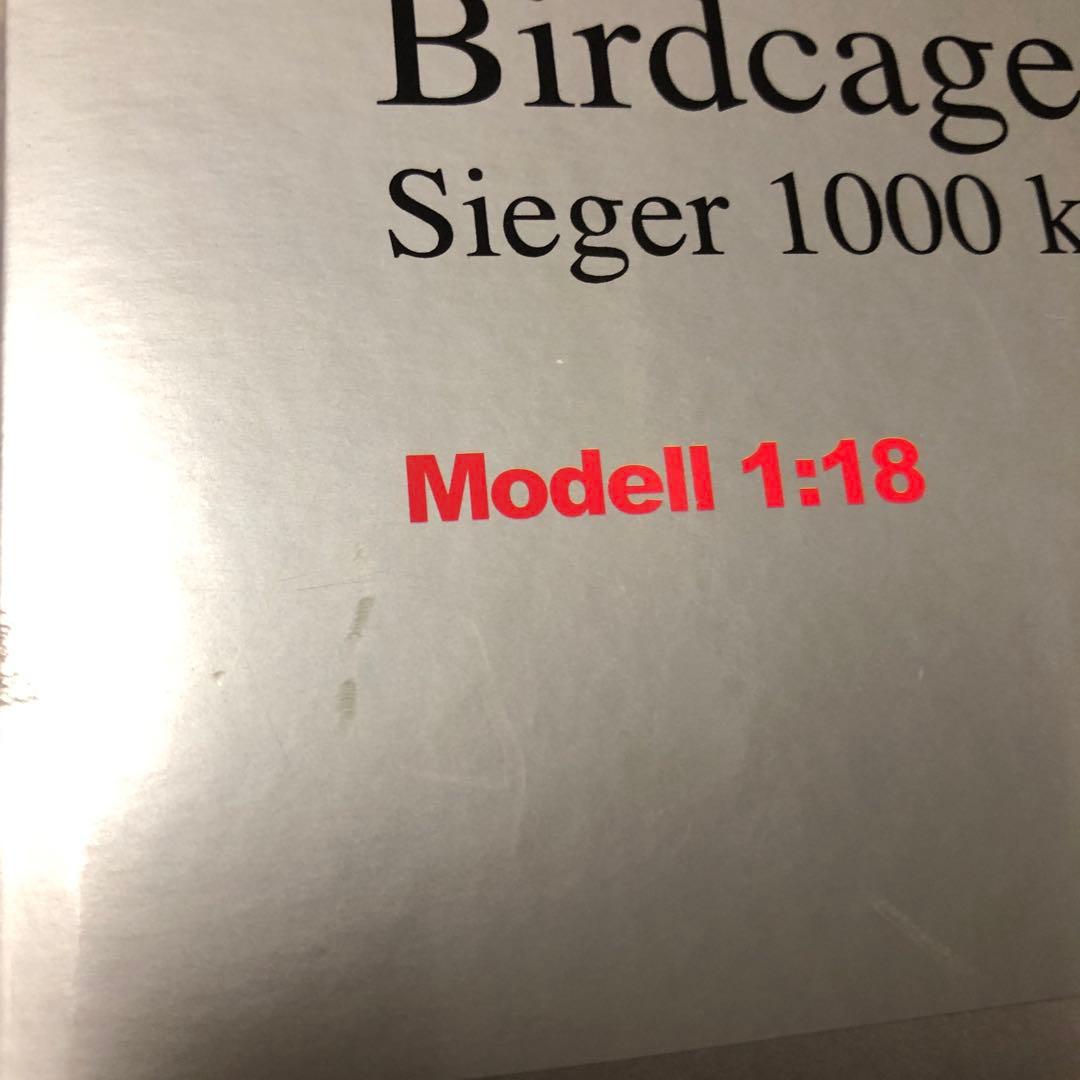 Birdcage
Sieger 1000 k
Modell 1:18